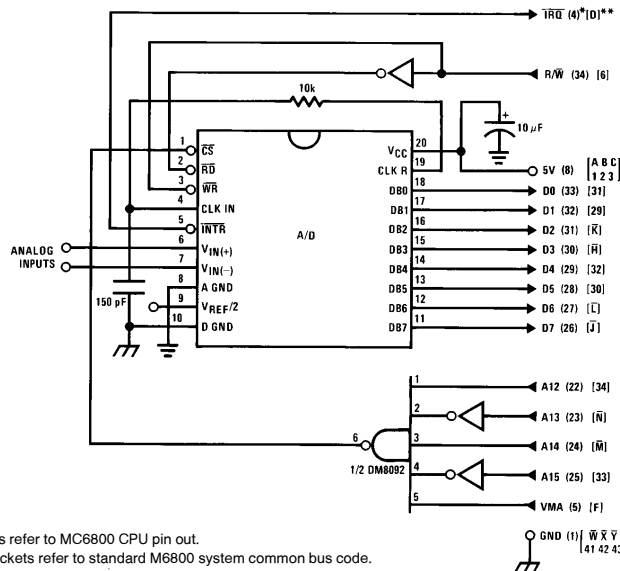 IRQ (4)*[D]**
R/W̅ (34) [6]
10k
10 μF
5V (8) [A B C
1 2 3]
1 CS
2 RD
3 WR
4 CLK IN
5 INTR
6 VIN(+)
7 VIN(−)
8 A GND
9 VREF/2
10 D GND
A/D
VCC 20
CLK R 19
DB0 18
DB1 17
DB2 16
DB3 15
DB4 14
DB5 13
DB6 12
DB7 11
D0 (33) [31]
D1 (32) [29]
D2 (31) [K̅]
D3 (30) [H̅]
D4 (29) [32]
D5 (28) [30]
D6 (27) [L̅]
D7 (26) [J̅]
ANALOG
INPUTS
150 pF
1 A12 (22) [34]
2 A13 (23) [N̅]
3 A14 (24) [M̅]
4 A15 (25) [33]
5 VMA (5) [F]
6
1/2 DM8092
GND (1) [W̅ X̅ Y̅
41 42 43
s refer to MC6800 CPU pin out.
ckets refer to standard M6800 system common bus code.